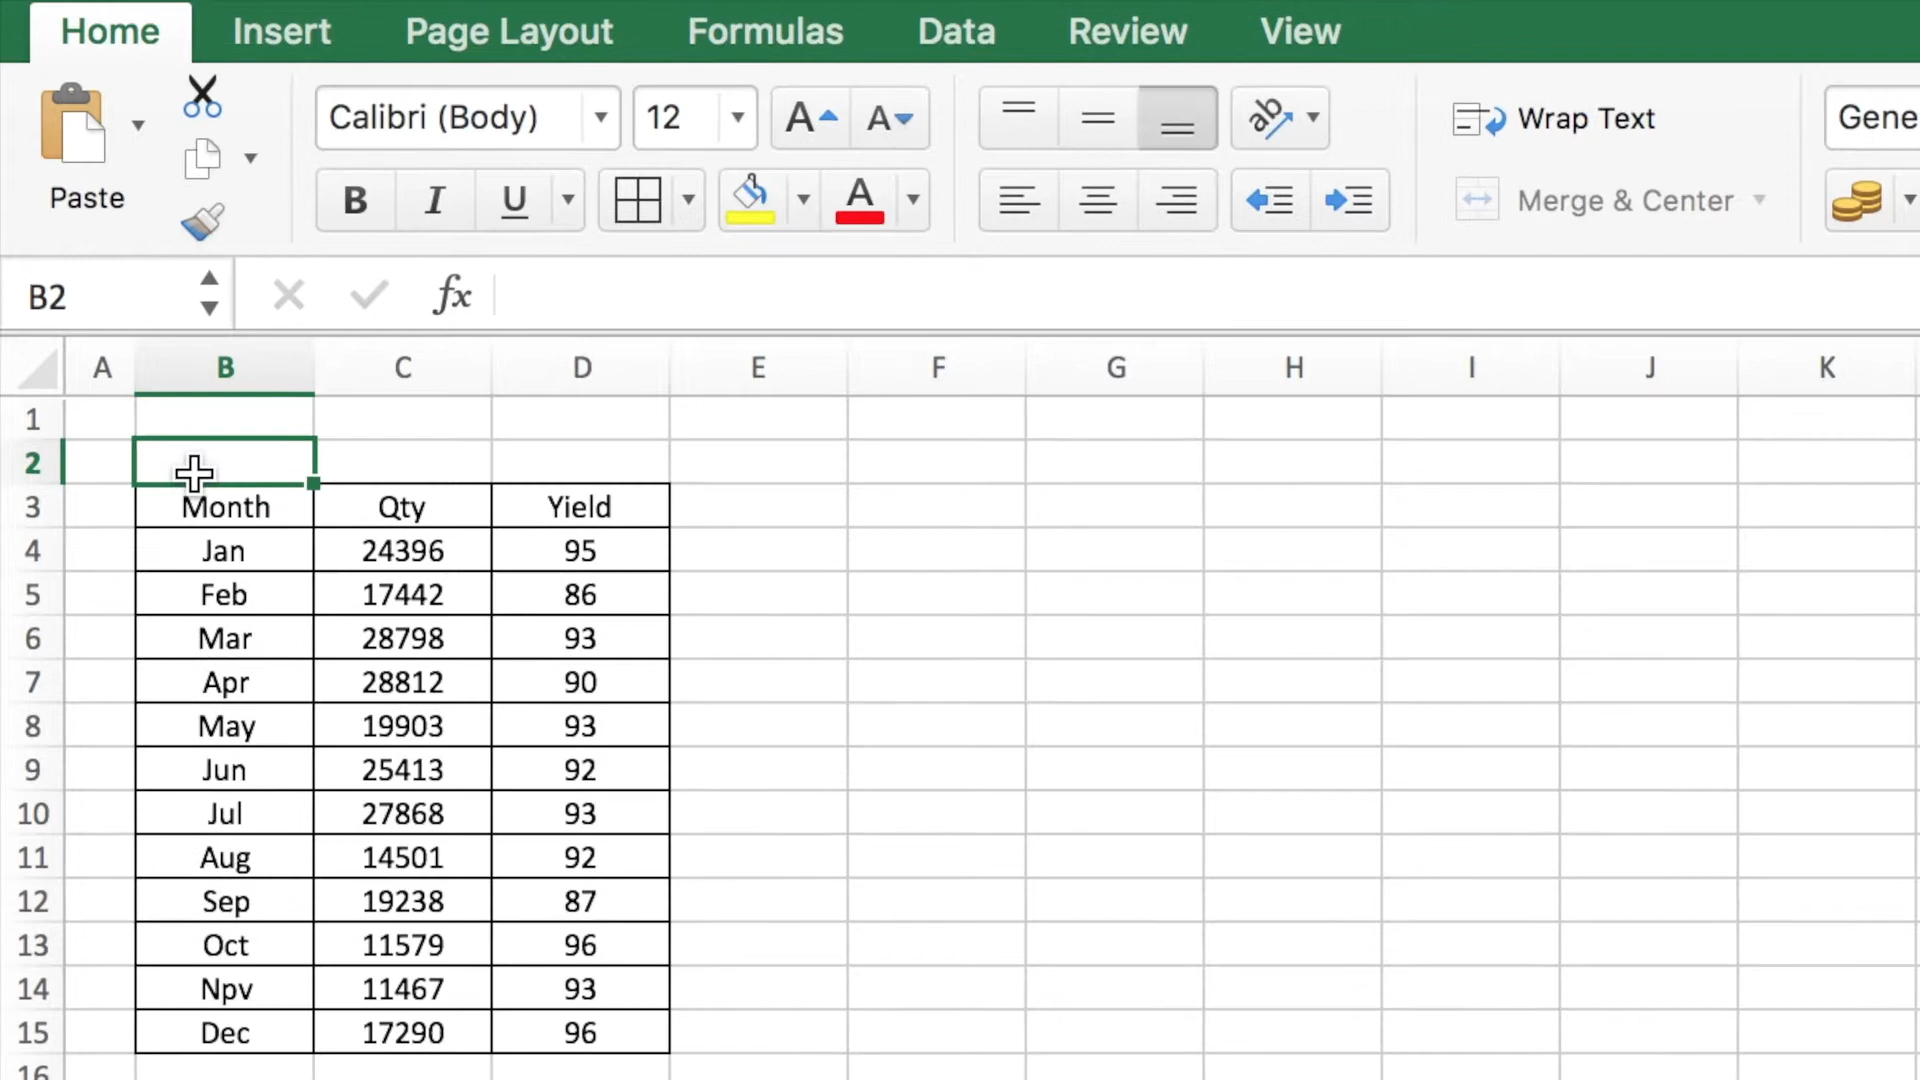 Home Insert Page Layout Formulas Data Review View
Calibri (Body) 12 A A ab Wrap Text Gene
Paste B I U A Merge & Center
B2 fx
A B C D E F G H I J K
1
2
3 Month Qty Yield
4 Jan 24396 95
5 Feb 17442 86
6 Mar 28798 93
7 Apr 28812 90
8 May 19903 93
9 Jun 25413 92
10 Jul 27868 93
11 Aug 14501 92
12 Sep 19238 87
13 Oct 11579 96
14 Npv 11467 93
15 Dec 17290 96
16